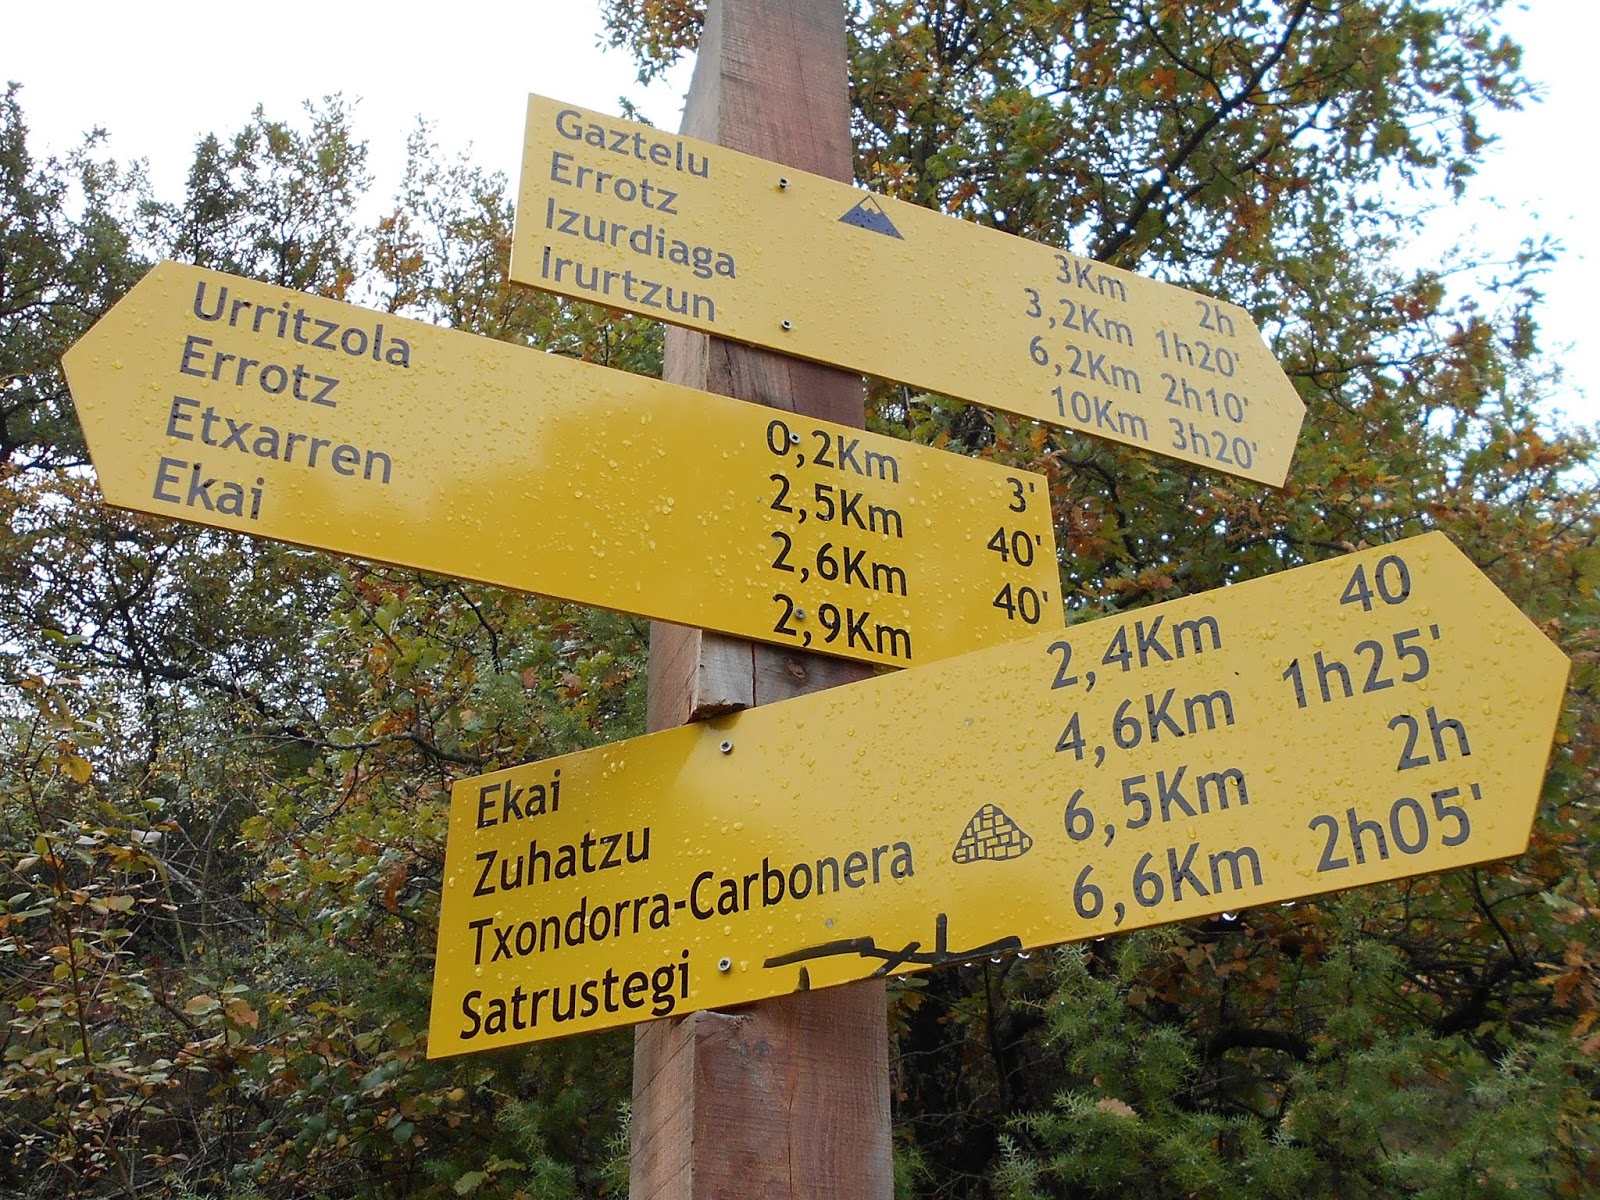 Gaztelu 3Km 2h
Errotz 3,2Km 1h20'
Izurdiaga 6,2Km 2h10'
Irurtzun 10Km 3h20'
Urritzola 0,2Km 3'
Errotz 2,5Km 40'
Etxarren 2,6Km 40'
Ekai 2,9Km
Ekai 2,4Km 40
Zuhatzu 4,6Km 1h25'
Txondorra-Carbonera 6,5Km 2h
Satrustegi 6,6Km 2h05'